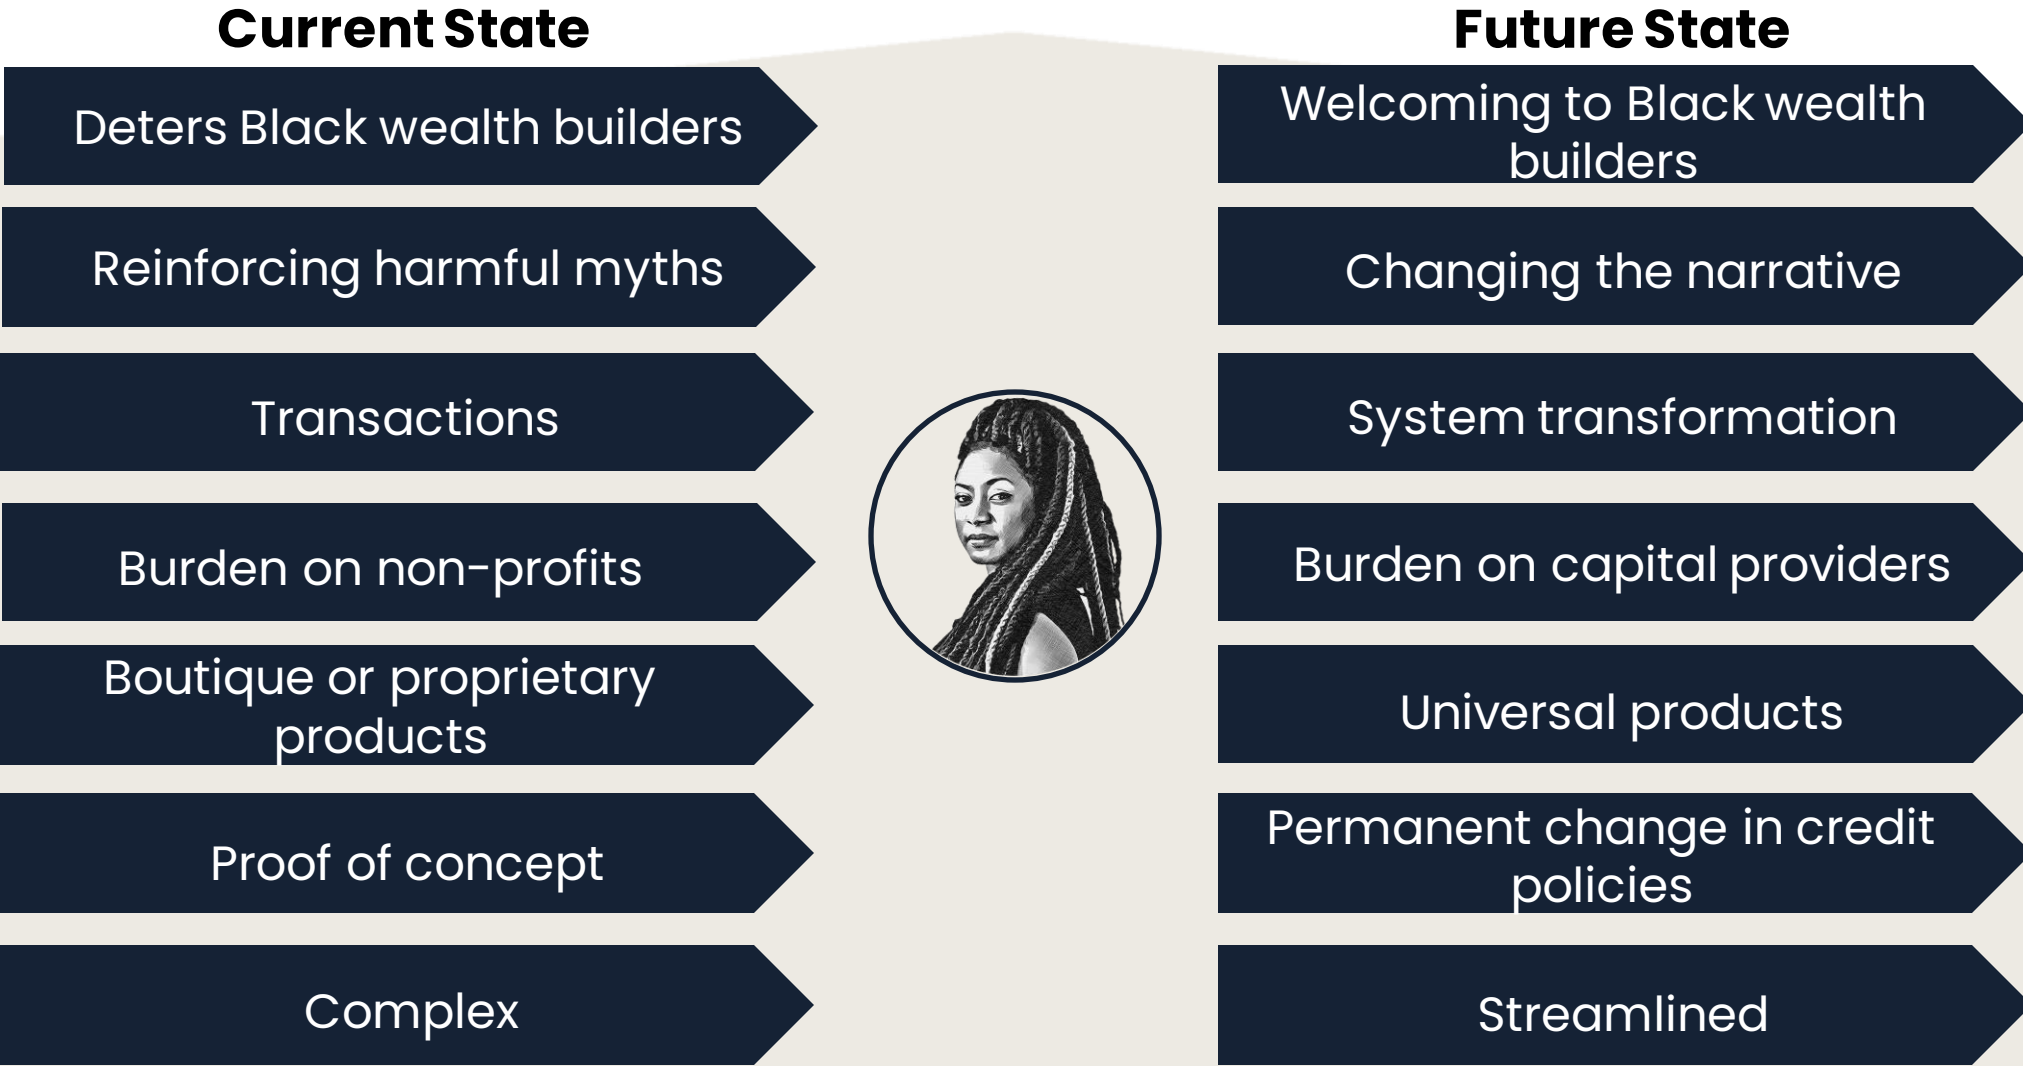 Current State
Future State
Deters Black wealth builders
Welcoming to Black wealth
builders
Reinforcing harmful myths
Changing the narrative
Transactions
System transformation
Burden on non-profits
Burden on capital providers
Boutique or proprietary
products
Universal products
Proof of concept
Permanent change in credit
policies
Complex
Streamlined